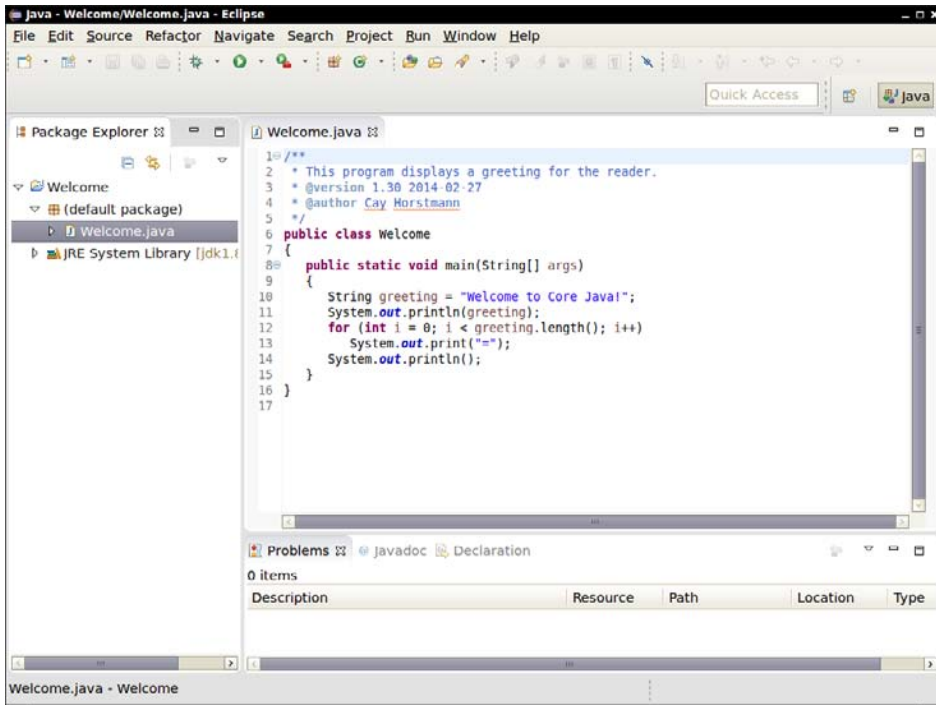 Java - Welcome/Welcome.java - Eclipse
File Edit Source Refactor Navigate Search Project Run Window Help
Quick Access
Java
Package Explorer
Welcome
(default package)
Welcome.java
JRE System Library [jdk1.8
Welcome.java
1 /**
2  * This program displays a greeting for the reader.
3  * @version 1.30 2014-02-27
4  * @author Cay Horstmann
5  */
6 public class Welcome
7 {
8    public static void main(String[] args)
9    {
10       String greeting = "Welcome to Core Java!";
11       System.out.println(greeting);
12       for (int i = 0; i < greeting.length(); i++)
13          System.out.print("=");
14       System.out.println();
15    }
16 }
17
Problems Javadoc Declaration
0 items
Description Resource Path Location Type
Welcome.java - Welcome